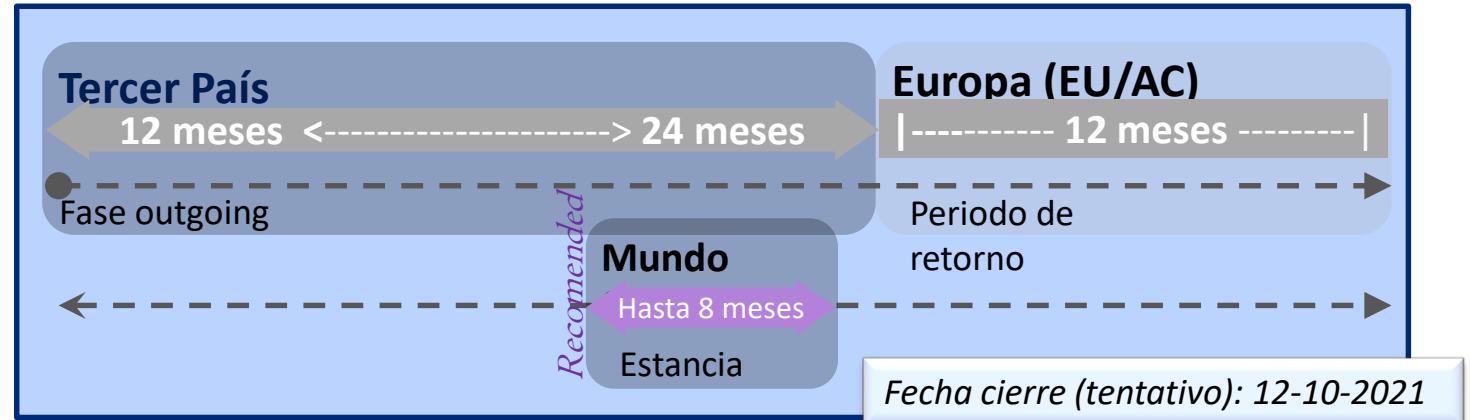 Tercer País
12 meses <----------------------> 24 meses
Fase outgoing
Europa (EU/AC)
|----------- 12 meses ---------|
Periodo de
retorno
Recomended
Mundo
Hasta 8 meses
Estancia
Fecha cierre (tentativo): 12-10-2021